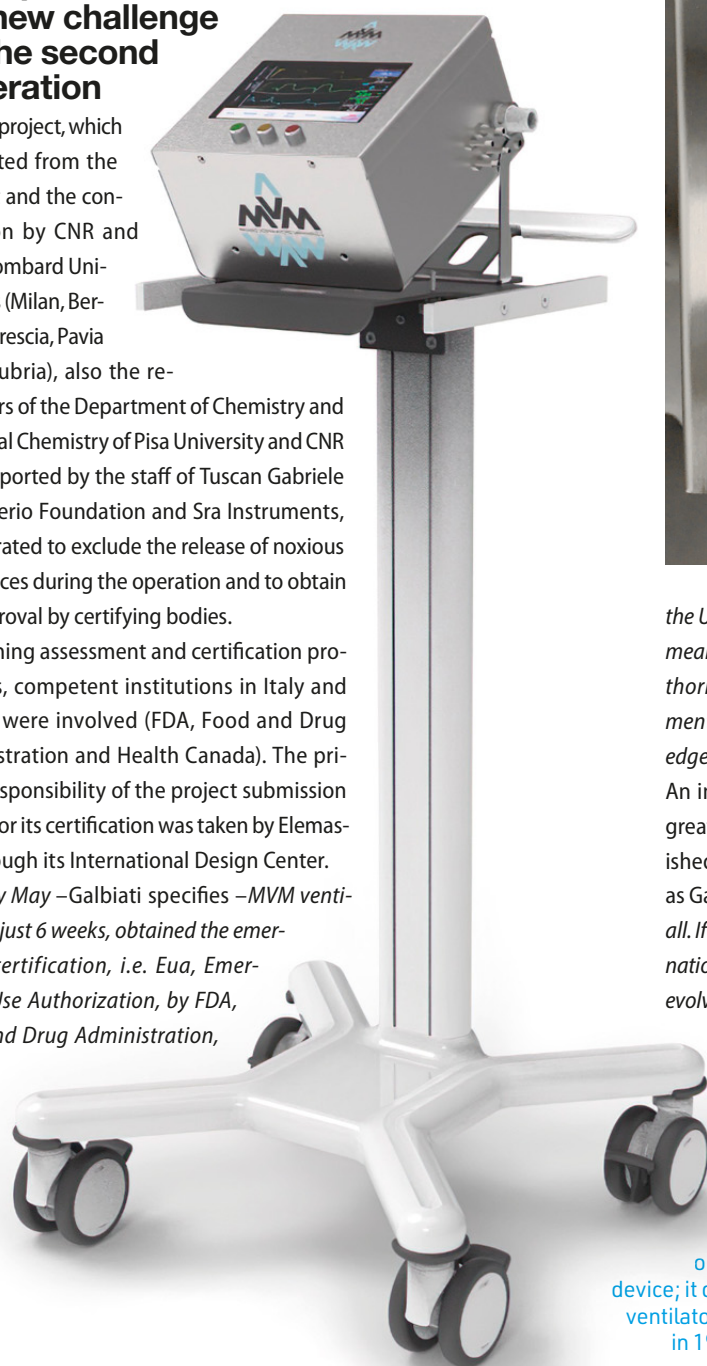 new challenge
he second
eration
project, which
ted from the
and the con-
on by CNR and
ombard Uni-
(Milan, Ber-
rescia, Pavia
ubria), also the re-
rs of the Department of Chemistry and
al Chemistry of Pisa University and CNR
ported by the staff of Tuscan Gabriele
erio Foundation and Sra Instruments,
rated to exclude the release of noxious
ces during the operation and to obtain
roval by certifying bodies.
ning assessment and certification pro-
s, competent institutions in Italy and
were involved (FDA, Food and Drug
stration and Health Canada). The pri-
esponsibility of the project submission
or its certification was taken by Elemas-
ough its International Design Center.
y May –Galbiati specifies –MVM venti-
just 6 weeks, obtained the emer-
certification, i.e. Eua, Emer-
Use Authorization, by FDA,
nd Drug Administration,
MVM
the U
mean
thori
men
edge
An in
grea
ished
as Ga
all. If
natio
evolv
o
device; it c
ventilato
in 19